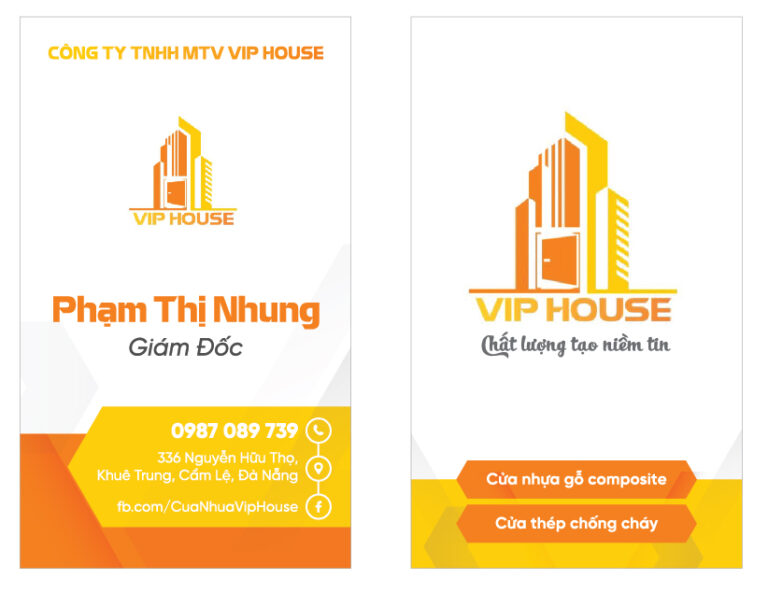 CÔNG TY TNHH MTV VIP HOUSE
VIP HOUSE
Phạm Thị Nhung
Giám Đốc
0987 089 739
336 Nguyễn Hữu Thọ,
Khuê Trung, Cẩm Lệ, Đà Nẵng
fb.com/CuaNhuaVipHouse
VIP HOUSE
Chất lượng tạo niềm tin
Cửa nhựa gỗ composite
Cửa thép chống cháy